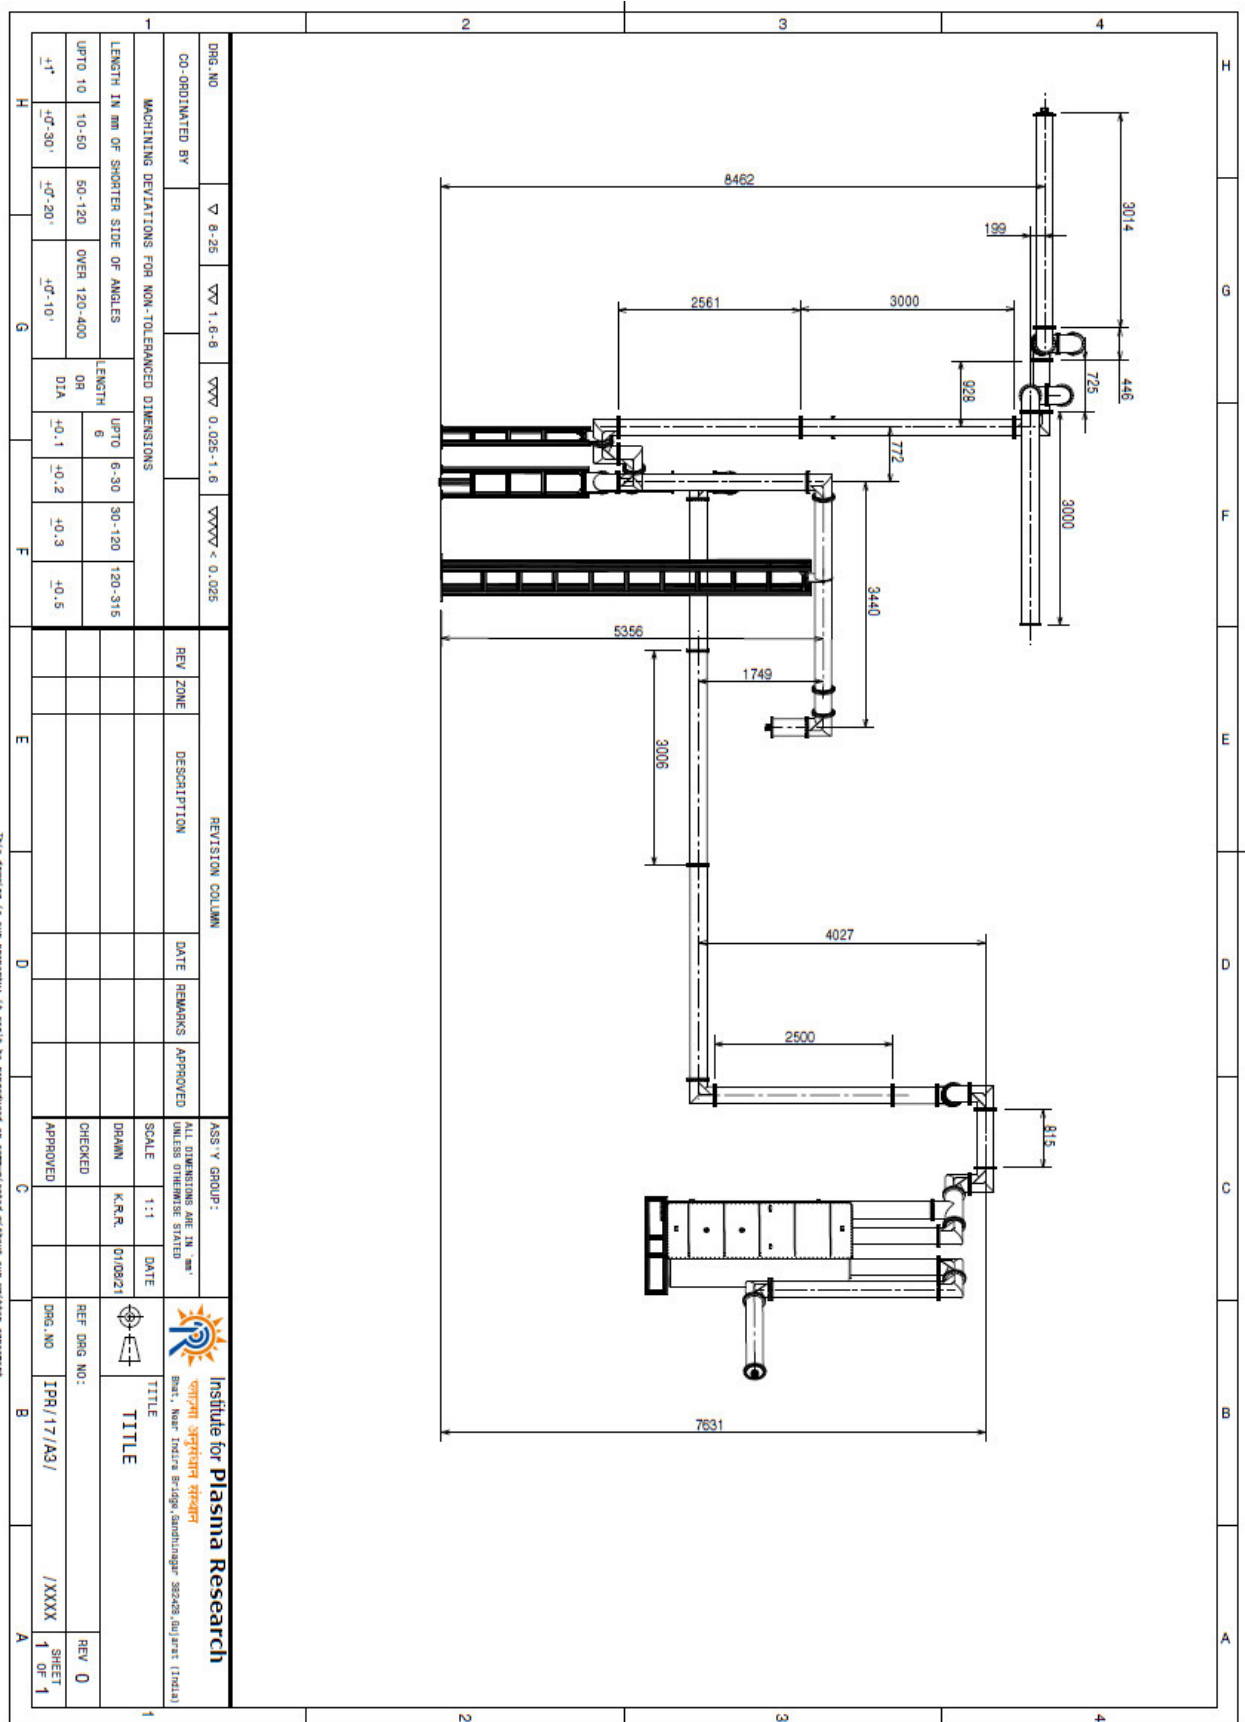 1
2
3
4
H
G
F
E
D
C
B
A
3014
446
725
199
8462
3000
2561
928
772
3000
3440
5356
1749
3006
4027
2500
815
7631
DRG.NO
▽ 8-25
▽▽ 1.6-8
▽▽▽ 0.025-1.6
▽▽▽▽ < 0.025
CO-ORDINATED BY
MACHINING DEVIATIONS FOR NON-TOLERANCED DIMENSIONS
LENGTH IN mm OF SHORTER SIDE OF ANGLES
UPTO 10
10-50
50-120
OVER 120-400
±1°
±0°-30'
±0°-20'
±0°-10'
LENGTH
OR
DIA
UPTO
6
6-30
30-120
120-315
±0.1
±0.2
±0.3
±0.5
REVISION COLUMN
REV
ZONE
DESCRIPTION
DATE
REMARKS
APPROVED
ASS'Y GROUP:
ALL DIMENSIONS ARE IN 'mm'
UNLESS OTHERWISE STATED
SCALE
1:1
DATE
DRAWN
K.R.R.
01/08/21
CHECKED
APPROVED
Institute for Plasma Research
प्लाज़्मा अनुसंधान संस्थान
Bhat, Near Indira Bridge,Gandhinagar 382428,Gujarat (India)
TITLE
TITLE
REF DRG NO:
REV 0
DRG.NO
IPR/17/A3/
/XXXX
SHEET
1 OF 1
1
2
3
4
H
G
F
E
D
C
B
A